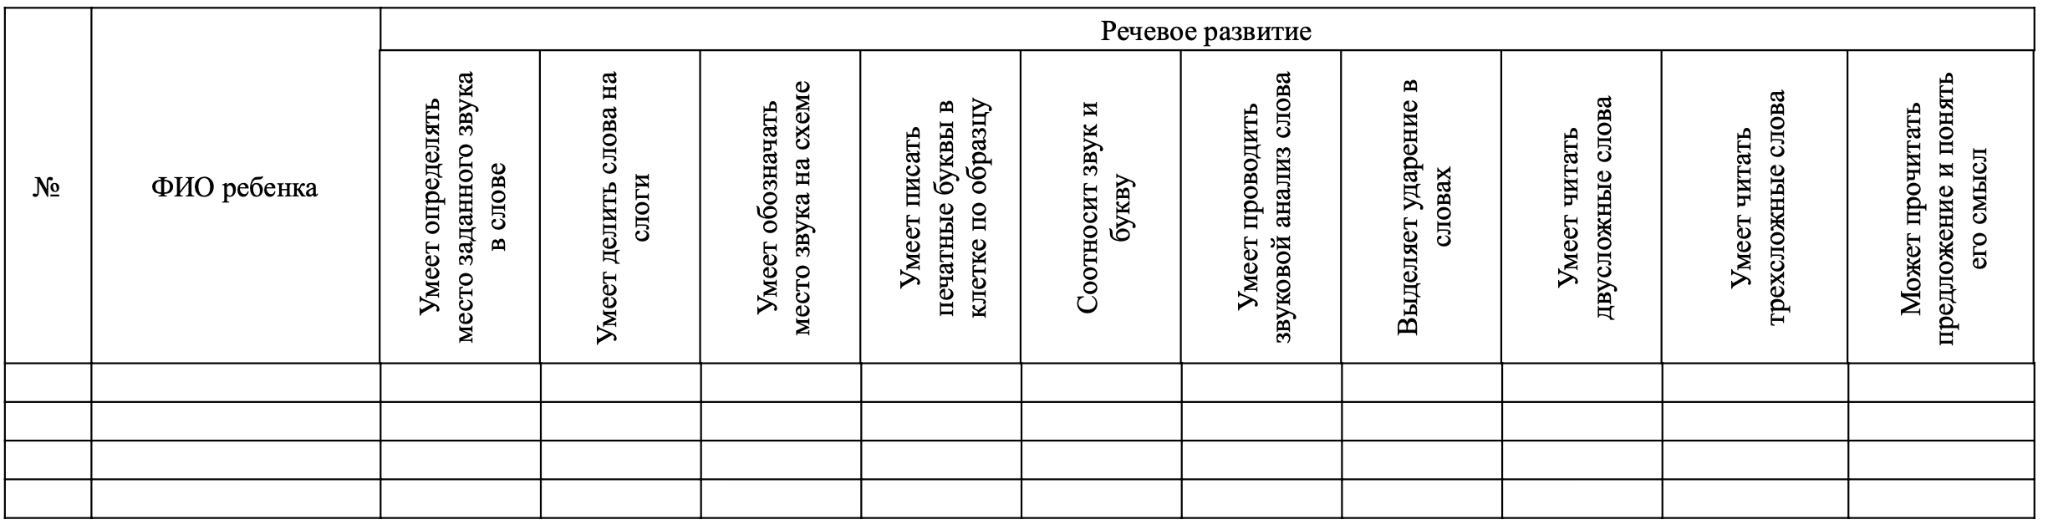 №
ФИО ребенка
Речевое развитие
Умеет определять
место заданного звука
в слове
Умеет делить слова на
слоги
Умеет обозначать
место звука на схеме
Умеет писать
печатные буквы в
клетке по образцу
Соотносит звук и
букву
Умеет проводить
звуковой анализ слова
Выделяет ударение в
словах
Умеет читать
двусложные слова
Умеет читать
трехсложные слова
Может прочитать
предложение и понять
его смысл